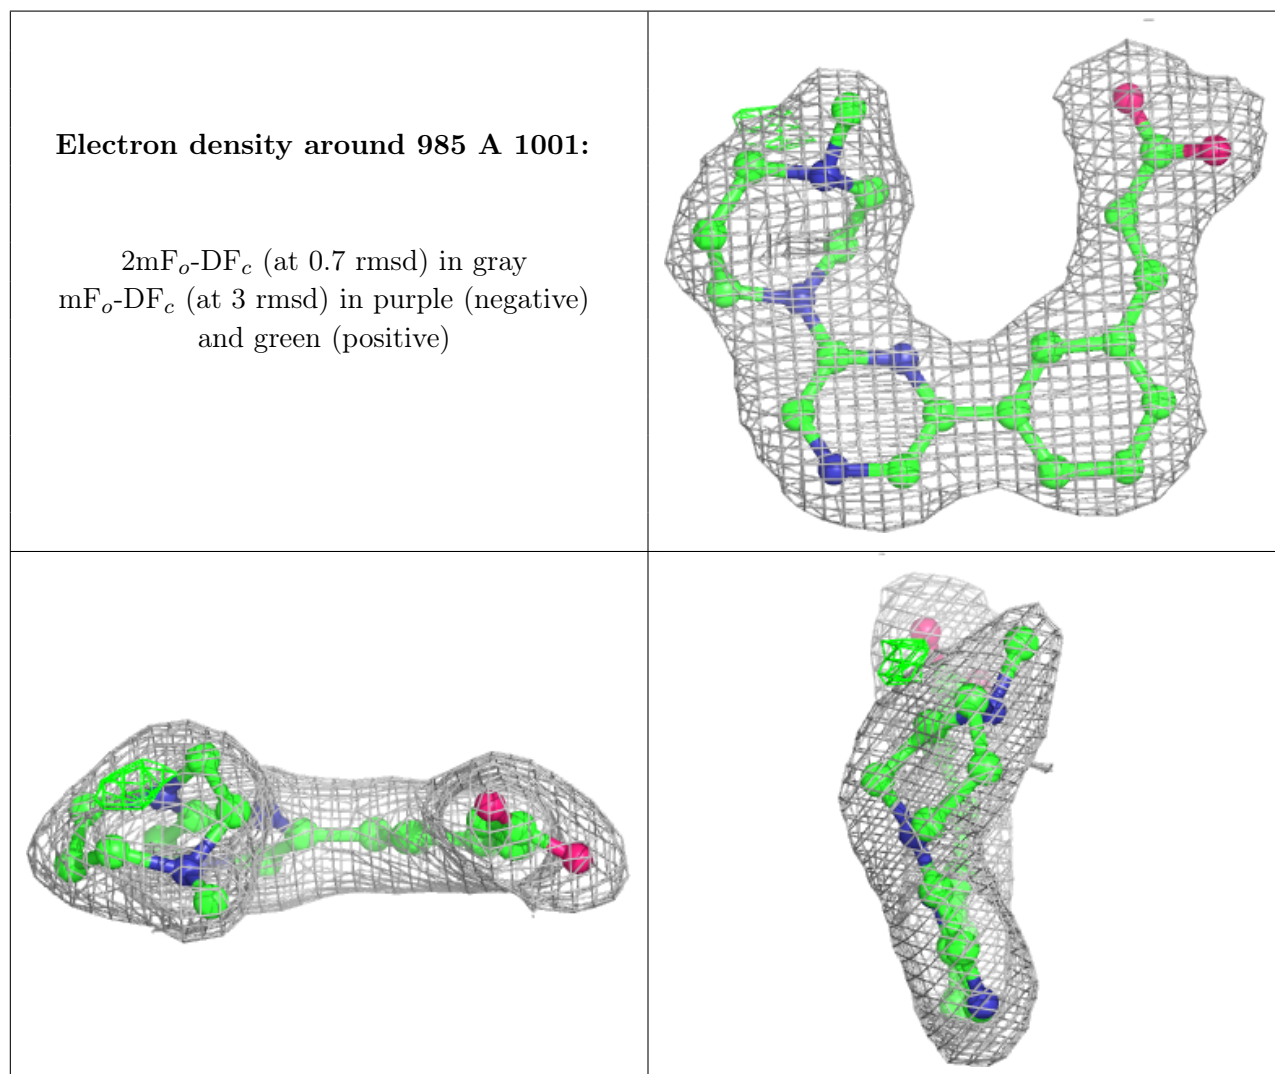 Electron density around 985 A 1001:
2mFo-DFc (at 0.7 rmsd) in gray
mFo-DFc (at 3 rmsd) in purple (negative)
and green (positive)